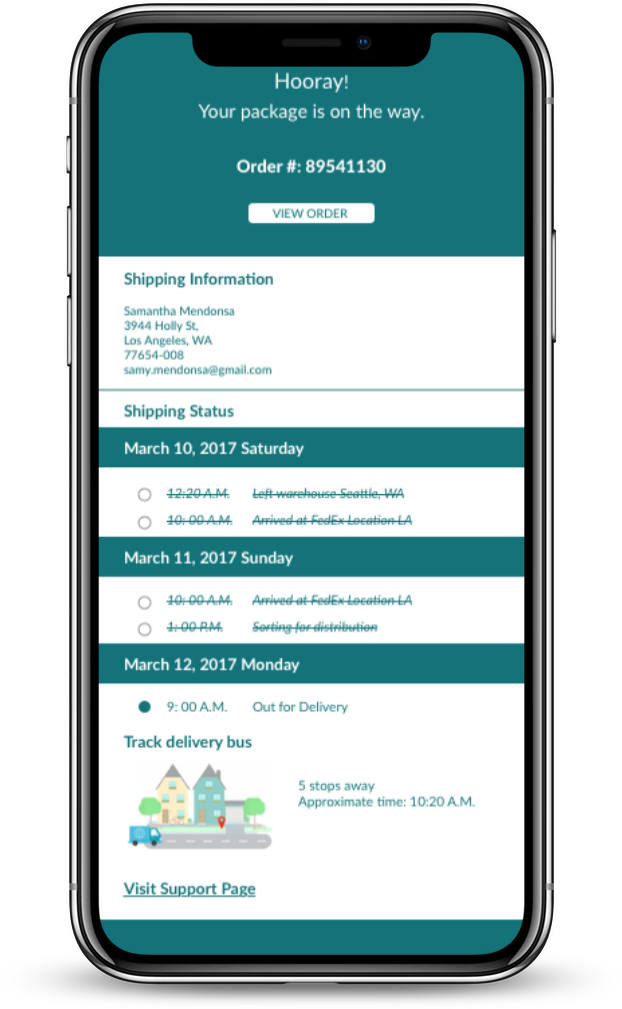 Hooray!
Your package is on the way.
Order #: 89541130
VIEW ORDER
Shipping Information
Samantha Mendonsa
3944 Holly St,
Los Angeles, WA
77654-008
samy.mendonsa@gmail.com
Shipping Status
March 10, 2017 Saturday
12:20 A.M. Left warehouse Seattle, WA
10: 00 A.M. Arrived at FedEx Location LA
March 11, 2017 Sunday
10: 00 A.M. Arrived at FedEx Location LA
1: 00 P.M. Sorting for distribution
March 12, 2017 Monday
9: 00 A.M. Out for Delivery
Track delivery bus
5 stops away
Approximate time: 10:20 A.M.
Visit Support Page